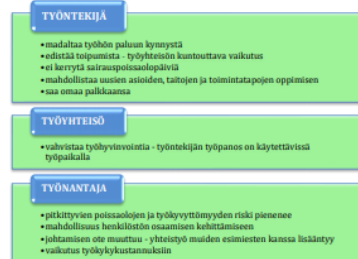 TYÖNTEKIJÄ
•madaltaa työhön paluun kynnystä
•edistää toipumista - työyhteisön kuntouttava vaikutus
•ei kerrytä sairauspoissaolopäiviä
•mahdollistaa uusien asioiden, taitojen ja toimintatapojen oppimisen
•saa omaa palkkaansa
TYÖYHTEISÖ
•vahvistaa työhyvinvointia - työntekijän työpanos on käytettävissä
työpaikalla
TYÖNANTAJA
•pitkittyvien poissaolojen ja työkyvyttömyyden riski pienenee
•mahdollisuus henkilöstön osaamisen kehittämiseen
•johtamisen ote muuttuu - yhteistyö muiden esimiesten kanssa lisääntyy
•vaikutus työkykykustannuksiin